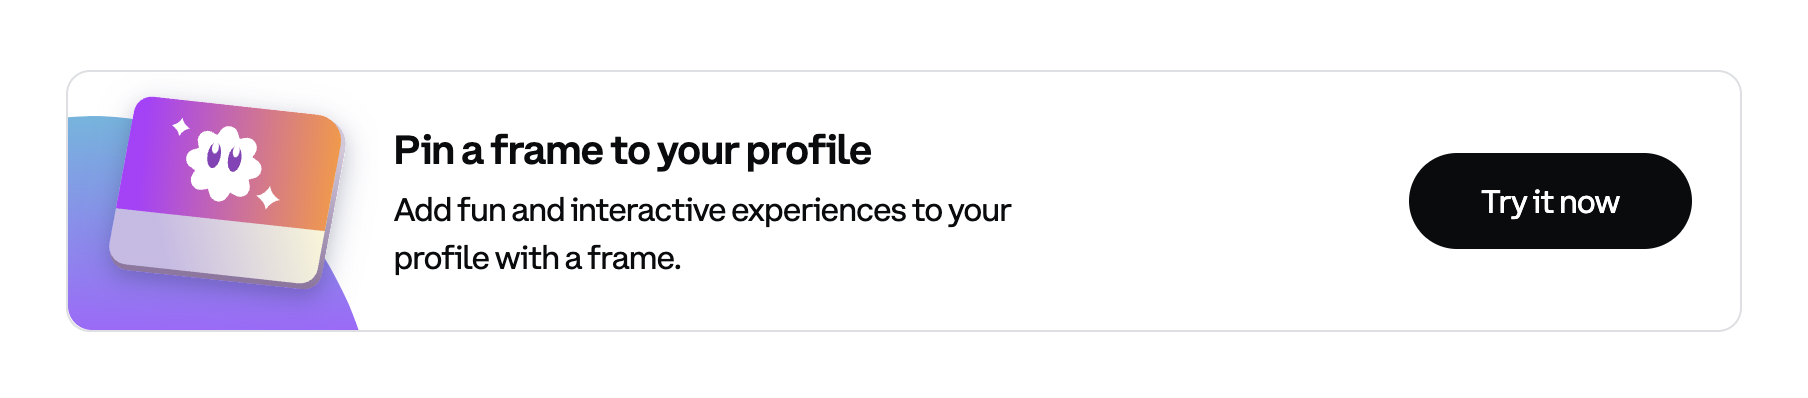 Pin a frame to your profile
Add fun and interactive experiences to your
profile with a frame.
Try it now